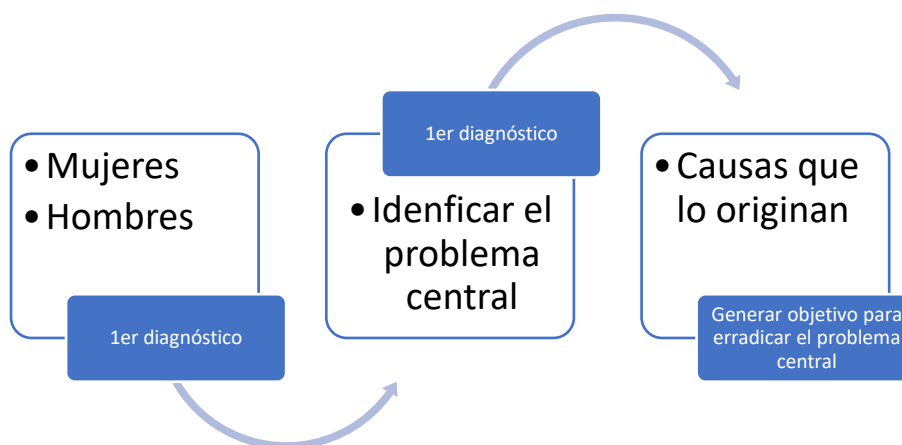 • Mujeres
• Hombres
1er diagnóstico
1er diagnóstico
• Idenficar el
problema
central
• Causas que
lo originan
Generar objetivo para
erradicar el problema
central